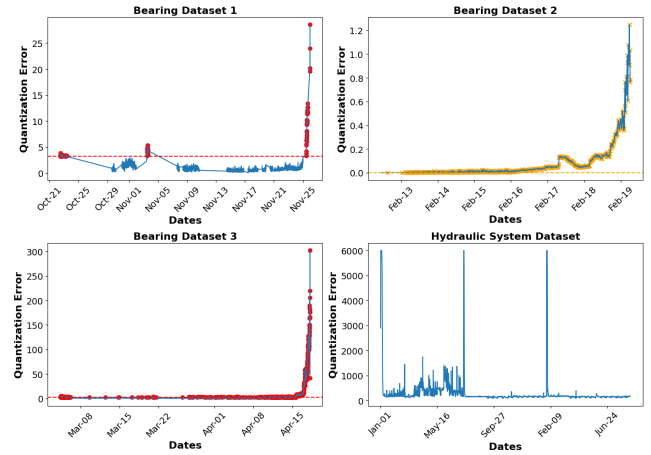 Bearing Dataset 1
Quantization Error
25
20
15
10
5
0
Oct-21
Oct-25
Oct-29
Nov-01
Nov-05
Nov-09
Nov-13
Nov-17
Nov-21
Nov-25
Dates
Bearing Dataset 2
Quantization Error
1.2
1.0
0.8
0.6
0.4
0.2
0.0
Feb-13
Feb-14
Feb-15
Feb-16
Feb-17
Feb-18
Feb-19
Dates
Bearing Dataset 3
Quantization Error
300
250
200
150
100
50
0
Mar-08
Mar-15
Mar-22
Apr-01
Apr-08
Apr-15
Dates
Hydraulic System Dataset
Quantization Error
6000
5000
4000
3000
2000
1000
0
Jan-01
May-16
Sep-27
Feb-09
Jun-24
Dates